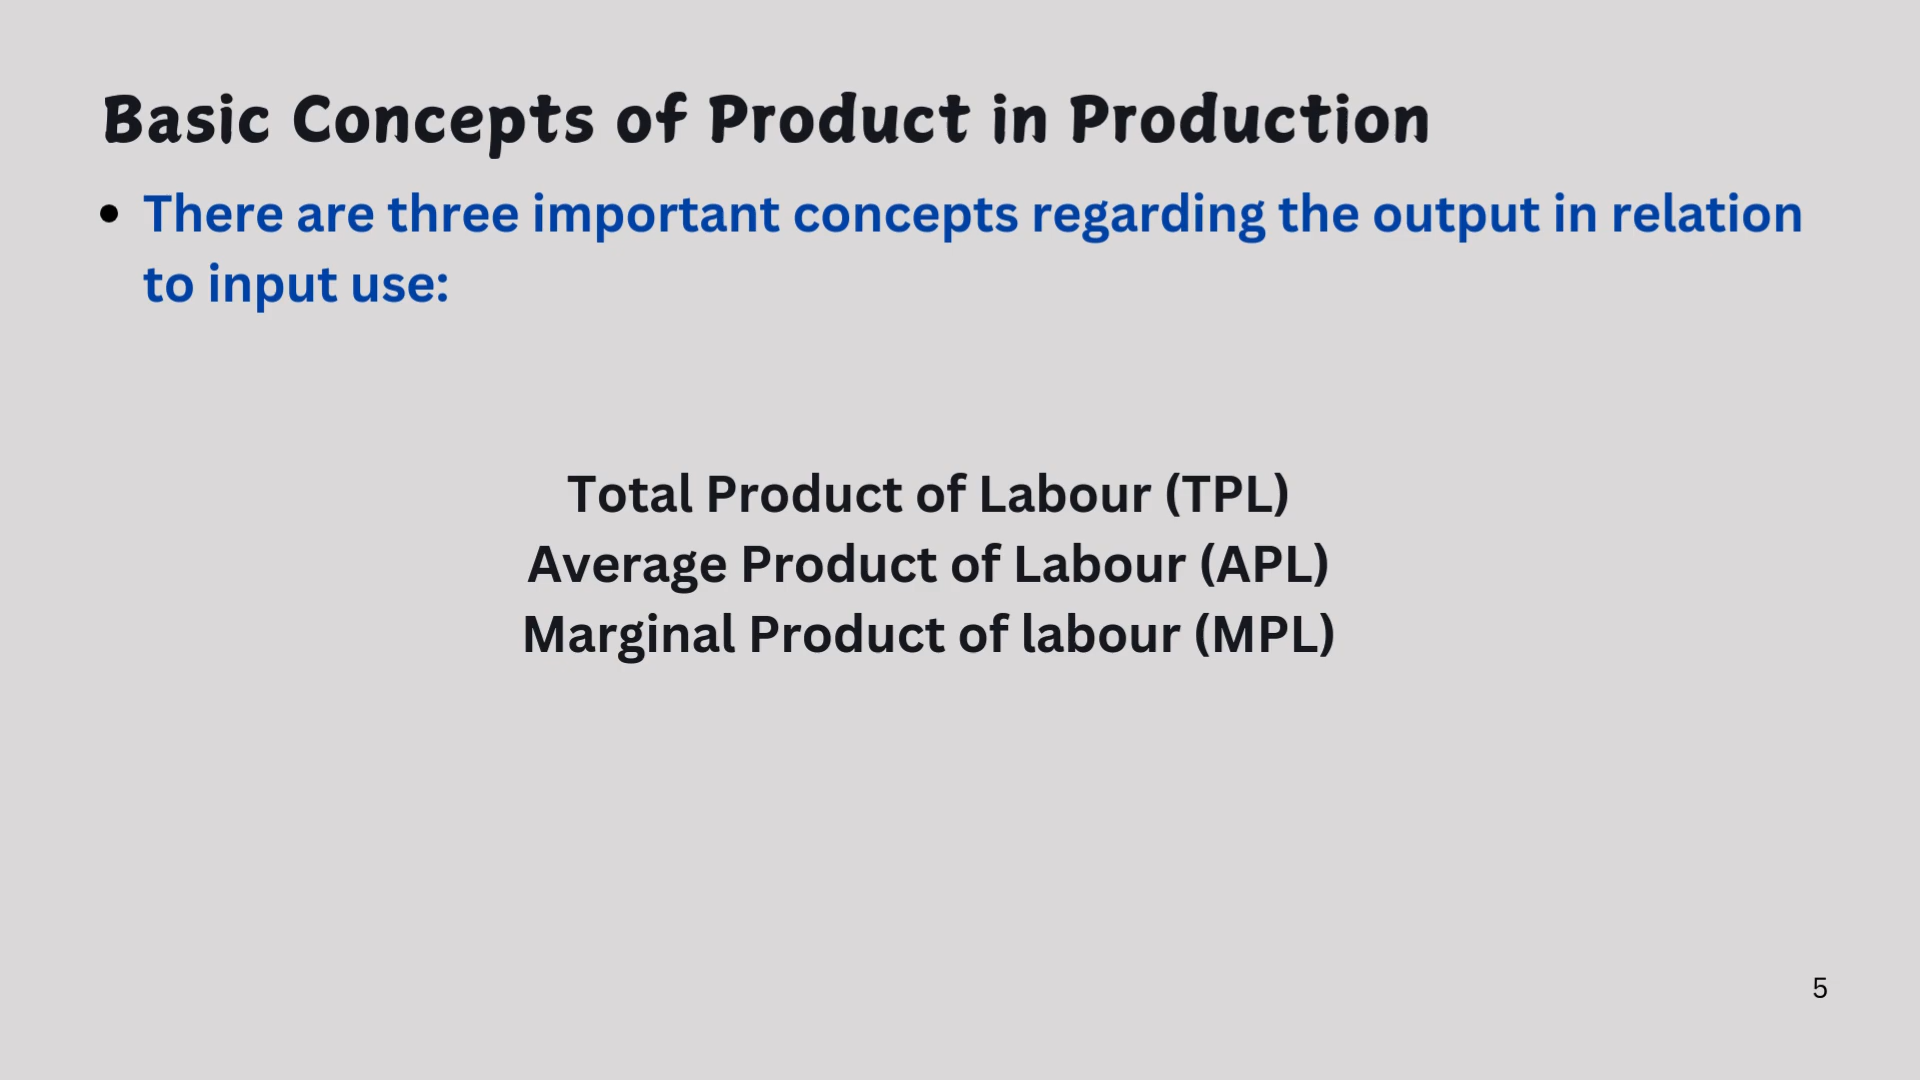 Basic Concepts of Product in Production
• There are three important concepts regarding the output in relation
to input use:
Total Product of Labour (TPL)
Average Product of Labour (APL)
Marginal Product of labour (MPL)
5